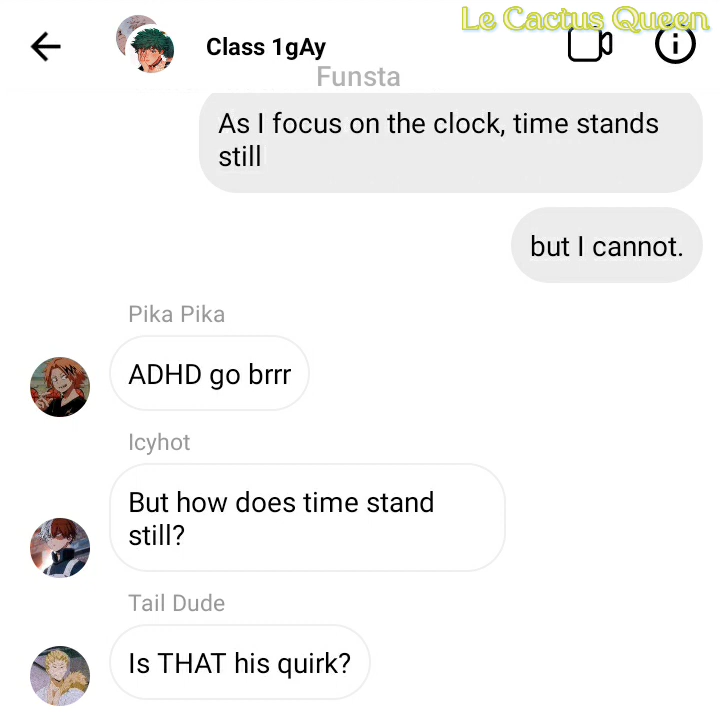 Le Cactus Queen
Class 1gAy
Funsta
As I focus on the clock, time stands
still
but I cannot.
Pika Pika
ADHD go brrr
Icyhot
But how does time stand
still?
Tail Dude
Is THAT his quirk?